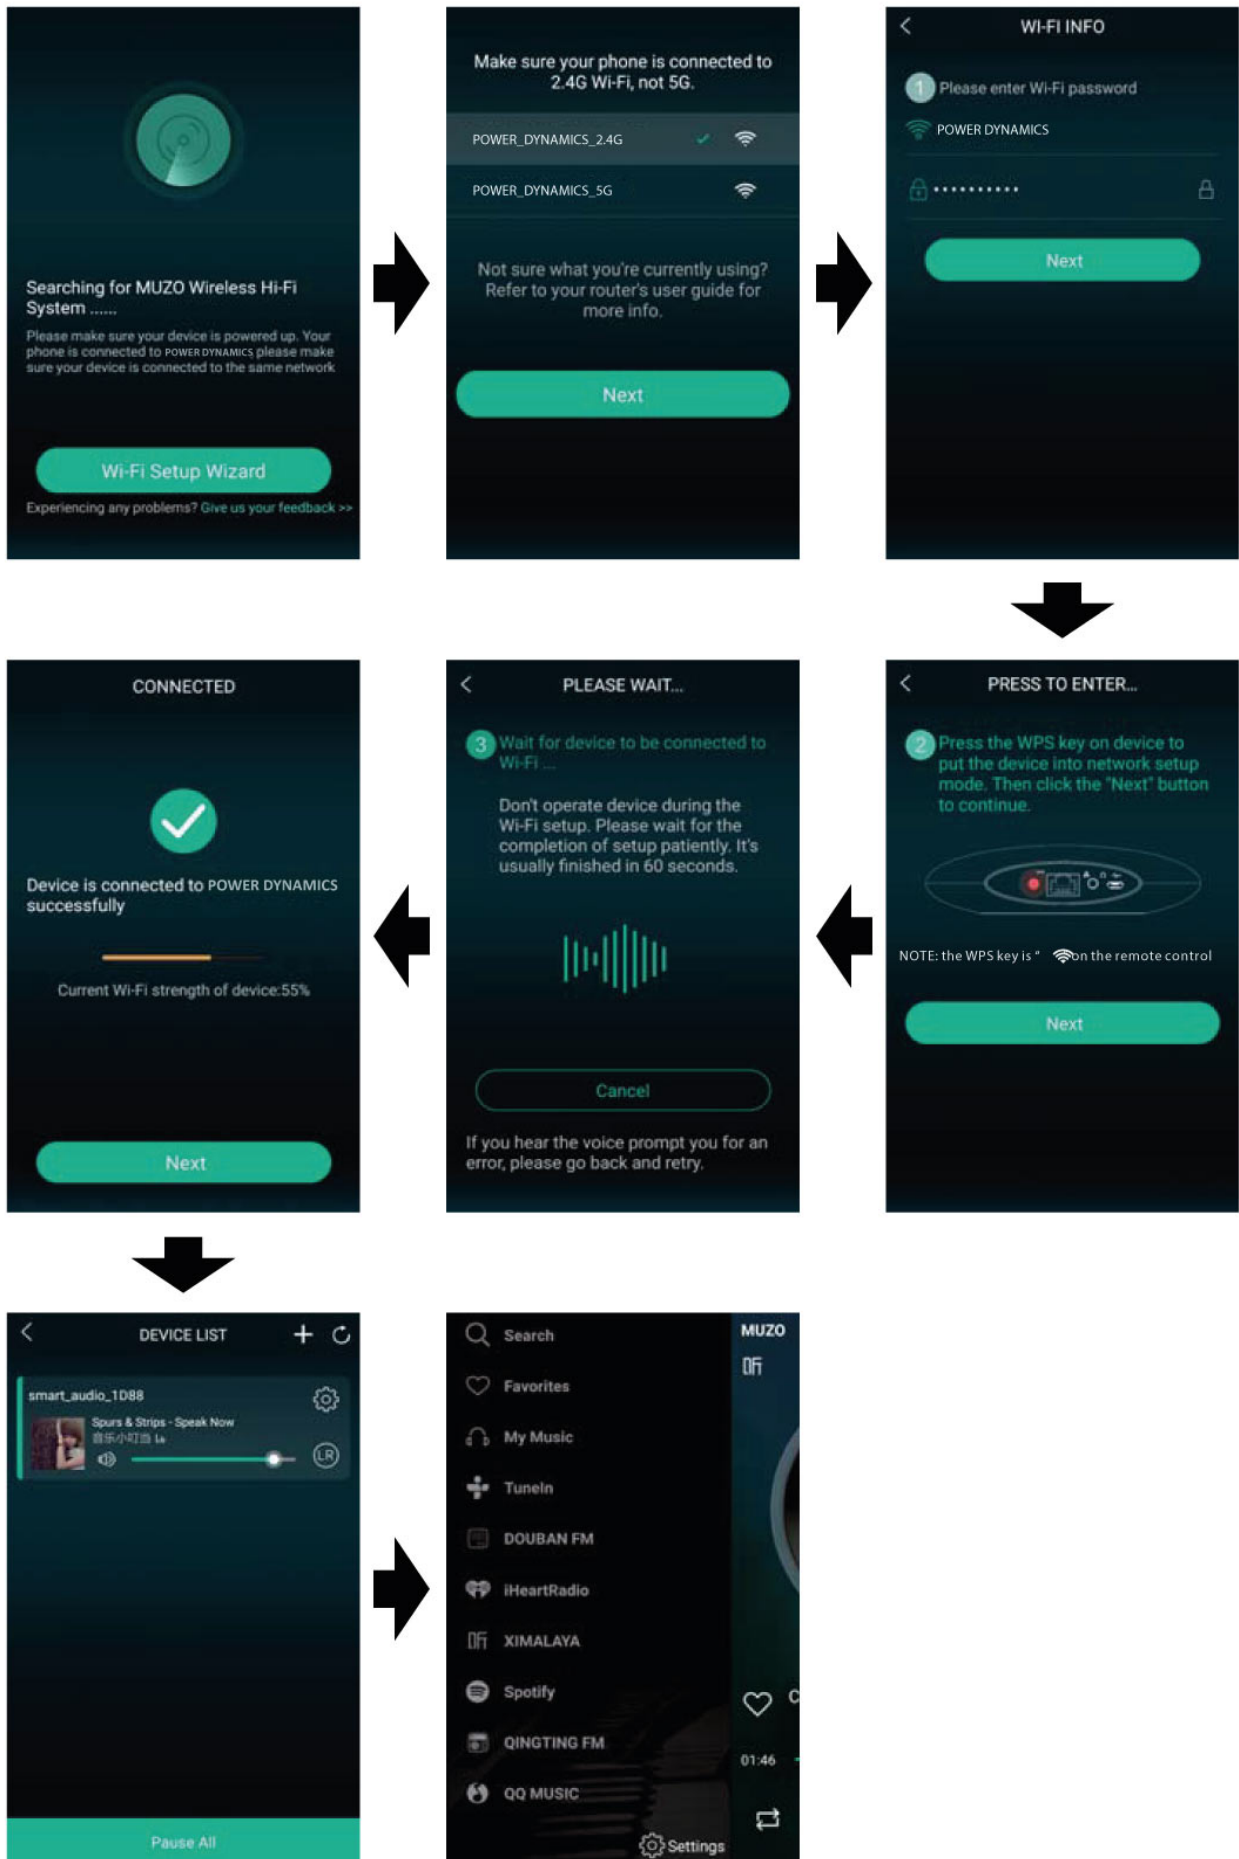 Searching for MUZO Wireless Hi-Fi
System ......
Please make sure your device is powered up. Your
phone is connected to POWER DYNAMICS please make
sure your device is connected to the same network
Wi-Fi Setup Wizard
Experiencing any problems? Give us your feedback >>
Make sure your phone is connected to
2.4G Wi-Fi, not 5G.
POWER_DYNAMICS_2.4G
POWER_DYNAMICS_5G
Not sure what you're currently using?
Refer to your router's user guide for
more info.
Next
WI-FI INFO
1 Please enter Wi-Fi password
POWER DYNAMICS
Next
PRESS TO ENTER...
2 Press the WPS key on device to
put the device into network setup
mode. Then click the "Next" button
to continue.
NOTE: the WPS key is " on the remote control
Next
PLEASE WAIT...
3 Wait for device to be connected to
Wi-Fi ...
Don't operate device during the
Wi-Fi setup. Please wait for the
completion of setup patiently. It's
usually finished in 60 seconds.
Cancel
If you hear the voice prompt you for an
error, please go back and retry.
CONNECTED
Device is connected to POWER DYNAMICS
successfully
Current Wi-Fi strength of device:55%
Next
DEVICE LIST
smart_audio_1D88
Spurs & Strips - Speak Now
音乐小叮当
LR
Pause All
Search
Favorites
My Music
TuneIn
DOUBAN FM
iHeartRadio
XIMALAYA
Spotify
QINGTING FM
QQ MUSIC
Settings
MUZO
C
01:46